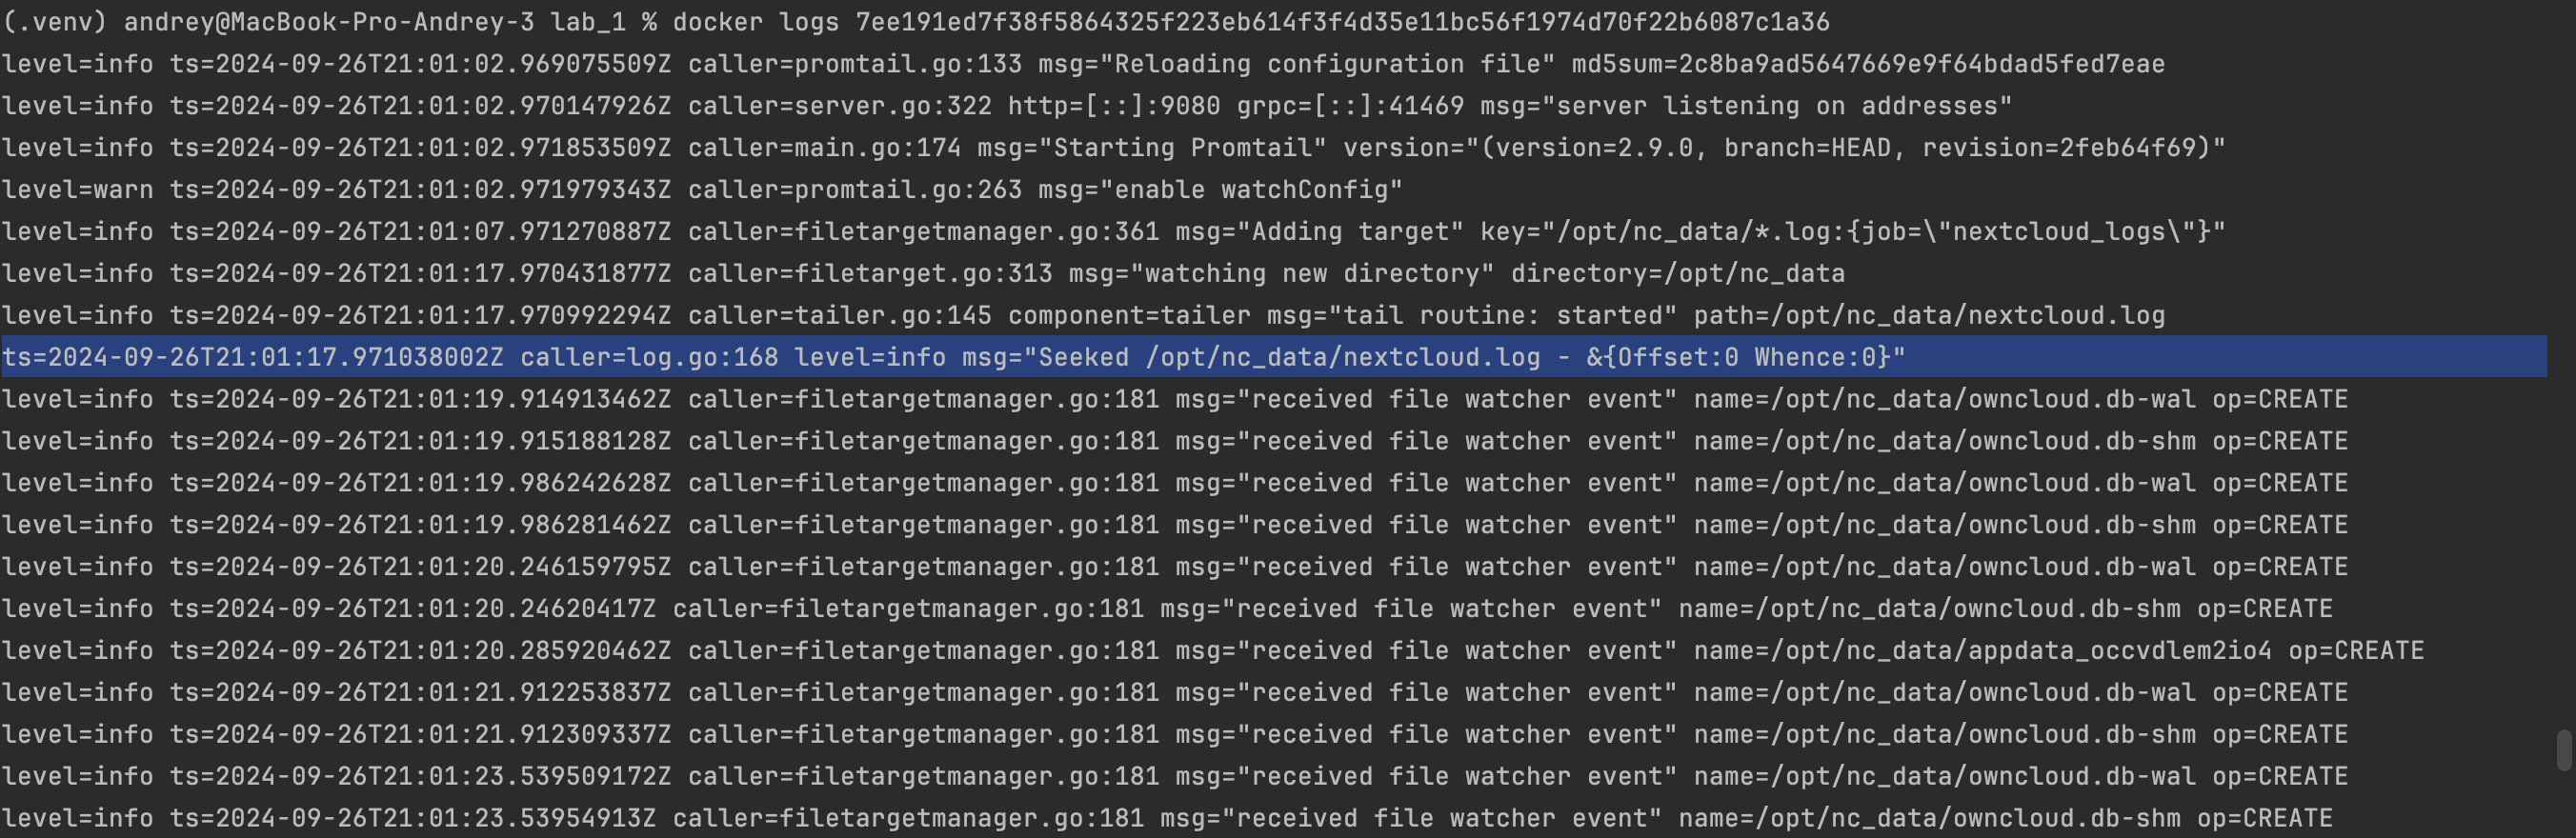 (.venv) andrey@MacBook-Pro-Andrey-3 lab_1 % docker logs 7ee191ed7f38f5864325f223eb614f3f4d35e11bc56f1974d70f22b6087c1a36
level=info ts=2024-09-26T21:01:02.969075509Z caller=promtail.go:133 msg="Reloading configuration file" md5sum=2c8ba9ad5647669e9f64bdad5fed7eae
level=info ts=2024-09-26T21:01:02.970147926Z caller=server.go:322 http=[::]:9080 grpc=[::]:41469 msg="server listening on addresses"
level=info ts=2024-09-26T21:01:02.971853509Z caller=main.go:174 msg="Starting Promtail" version="(version=2.9.0, branch=HEAD, revision=2feb64f69)"
level=warn ts=2024-09-26T21:01:02.971979343Z caller=promtail.go:263 msg="enable watchConfig"
level=info ts=2024-09-26T21:01:07.971270887Z caller=filetargetmanager.go:361 msg="Adding target" key="/opt/nc_data/*.log:{job=\"nextcloud_logs\"}"
level=info ts=2024-09-26T21:01:17.970431877Z caller=filetarget.go:313 msg="watching new directory" directory=/opt/nc_data
level=info ts=2024-09-26T21:01:17.970992294Z caller=tailer.go:145 component=tailer msg="tail routine: started" path=/opt/nc_data/nextcloud.log
ts=2024-09-26T21:01:17.971038002Z caller=log.go:168 level=info msg="Seeked /opt/nc_data/nextcloud.log - &{Offset:0 Whence:0}"
level=info ts=2024-09-26T21:01:19.914913462Z caller=filetargetmanager.go:181 msg="received file watcher event" name=/opt/nc_data/owncloud.db-wal op=CREATE
level=info ts=2024-09-26T21:01:19.915188128Z caller=filetargetmanager.go:181 msg="received file watcher event" name=/opt/nc_data/owncloud.db-shm op=CREATE
level=info ts=2024-09-26T21:01:19.986242628Z caller=filetargetmanager.go:181 msg="received file watcher event" name=/opt/nc_data/owncloud.db-wal op=CREATE
level=info ts=2024-09-26T21:01:19.986281462Z caller=filetargetmanager.go:181 msg="received file watcher event" name=/opt/nc_data/owncloud.db-shm op=CREATE
level=info ts=2024-09-26T21:01:20.246159795Z caller=filetargetmanager.go:181 msg="received file watcher event" name=/opt/nc_data/owncloud.db-wal op=CREATE
level=info ts=2024-09-26T21:01:20.24620417Z caller=filetargetmanager.go:181 msg="received file watcher event" name=/opt/nc_data/owncloud.db-shm op=CREATE
level=info ts=2024-09-26T21:01:20.285920462Z caller=filetargetmanager.go:181 msg="received file watcher event" name=/opt/nc_data/appdata_occvdlem2io4 op=CREATE
level=info ts=2024-09-26T21:01:21.912253837Z caller=filetargetmanager.go:181 msg="received file watcher event" name=/opt/nc_data/owncloud.db-wal op=CREATE
level=info ts=2024-09-26T21:01:21.912309337Z caller=filetargetmanager.go:181 msg="received file watcher event" name=/opt/nc_data/owncloud.db-shm op=CREATE
level=info ts=2024-09-26T21:01:23.539509172Z caller=filetargetmanager.go:181 msg="received file watcher event" name=/opt/nc_data/owncloud.db-wal op=CREATE
level=info ts=2024-09-26T21:01:23.53954913Z caller=filetargetmanager.go:181 msg="received file watcher event" name=/opt/nc_data/owncloud.db-shm op=CREATE